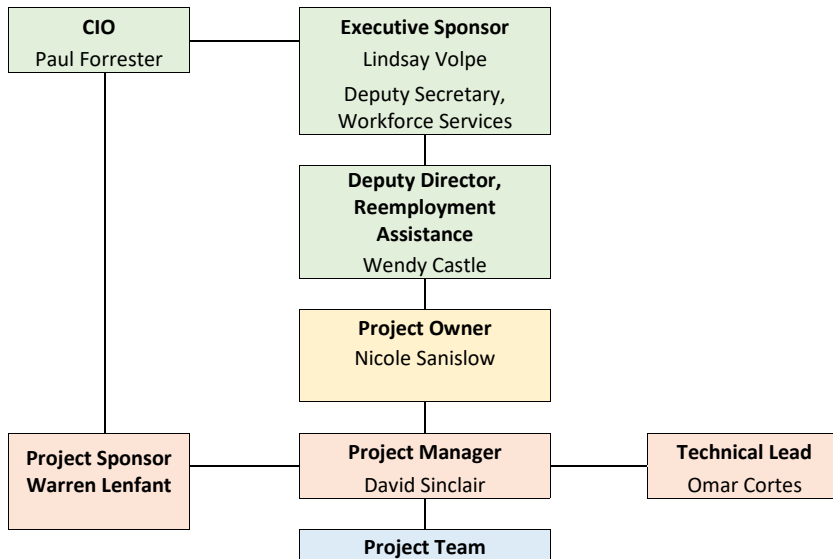 CIO
Paul Forrester
Executive Sponsor
Lindsay Volpe
Deputy Secretary,
Workforce Services
Deputy Director,
Reemployment
Assistance
Wendy Castle
Project Owner
Nicole Sanislow
Project Sponsor
Warren Lenfant
Project Manager
David Sinclair
Technical Lead
Omar Cortes
Project Team